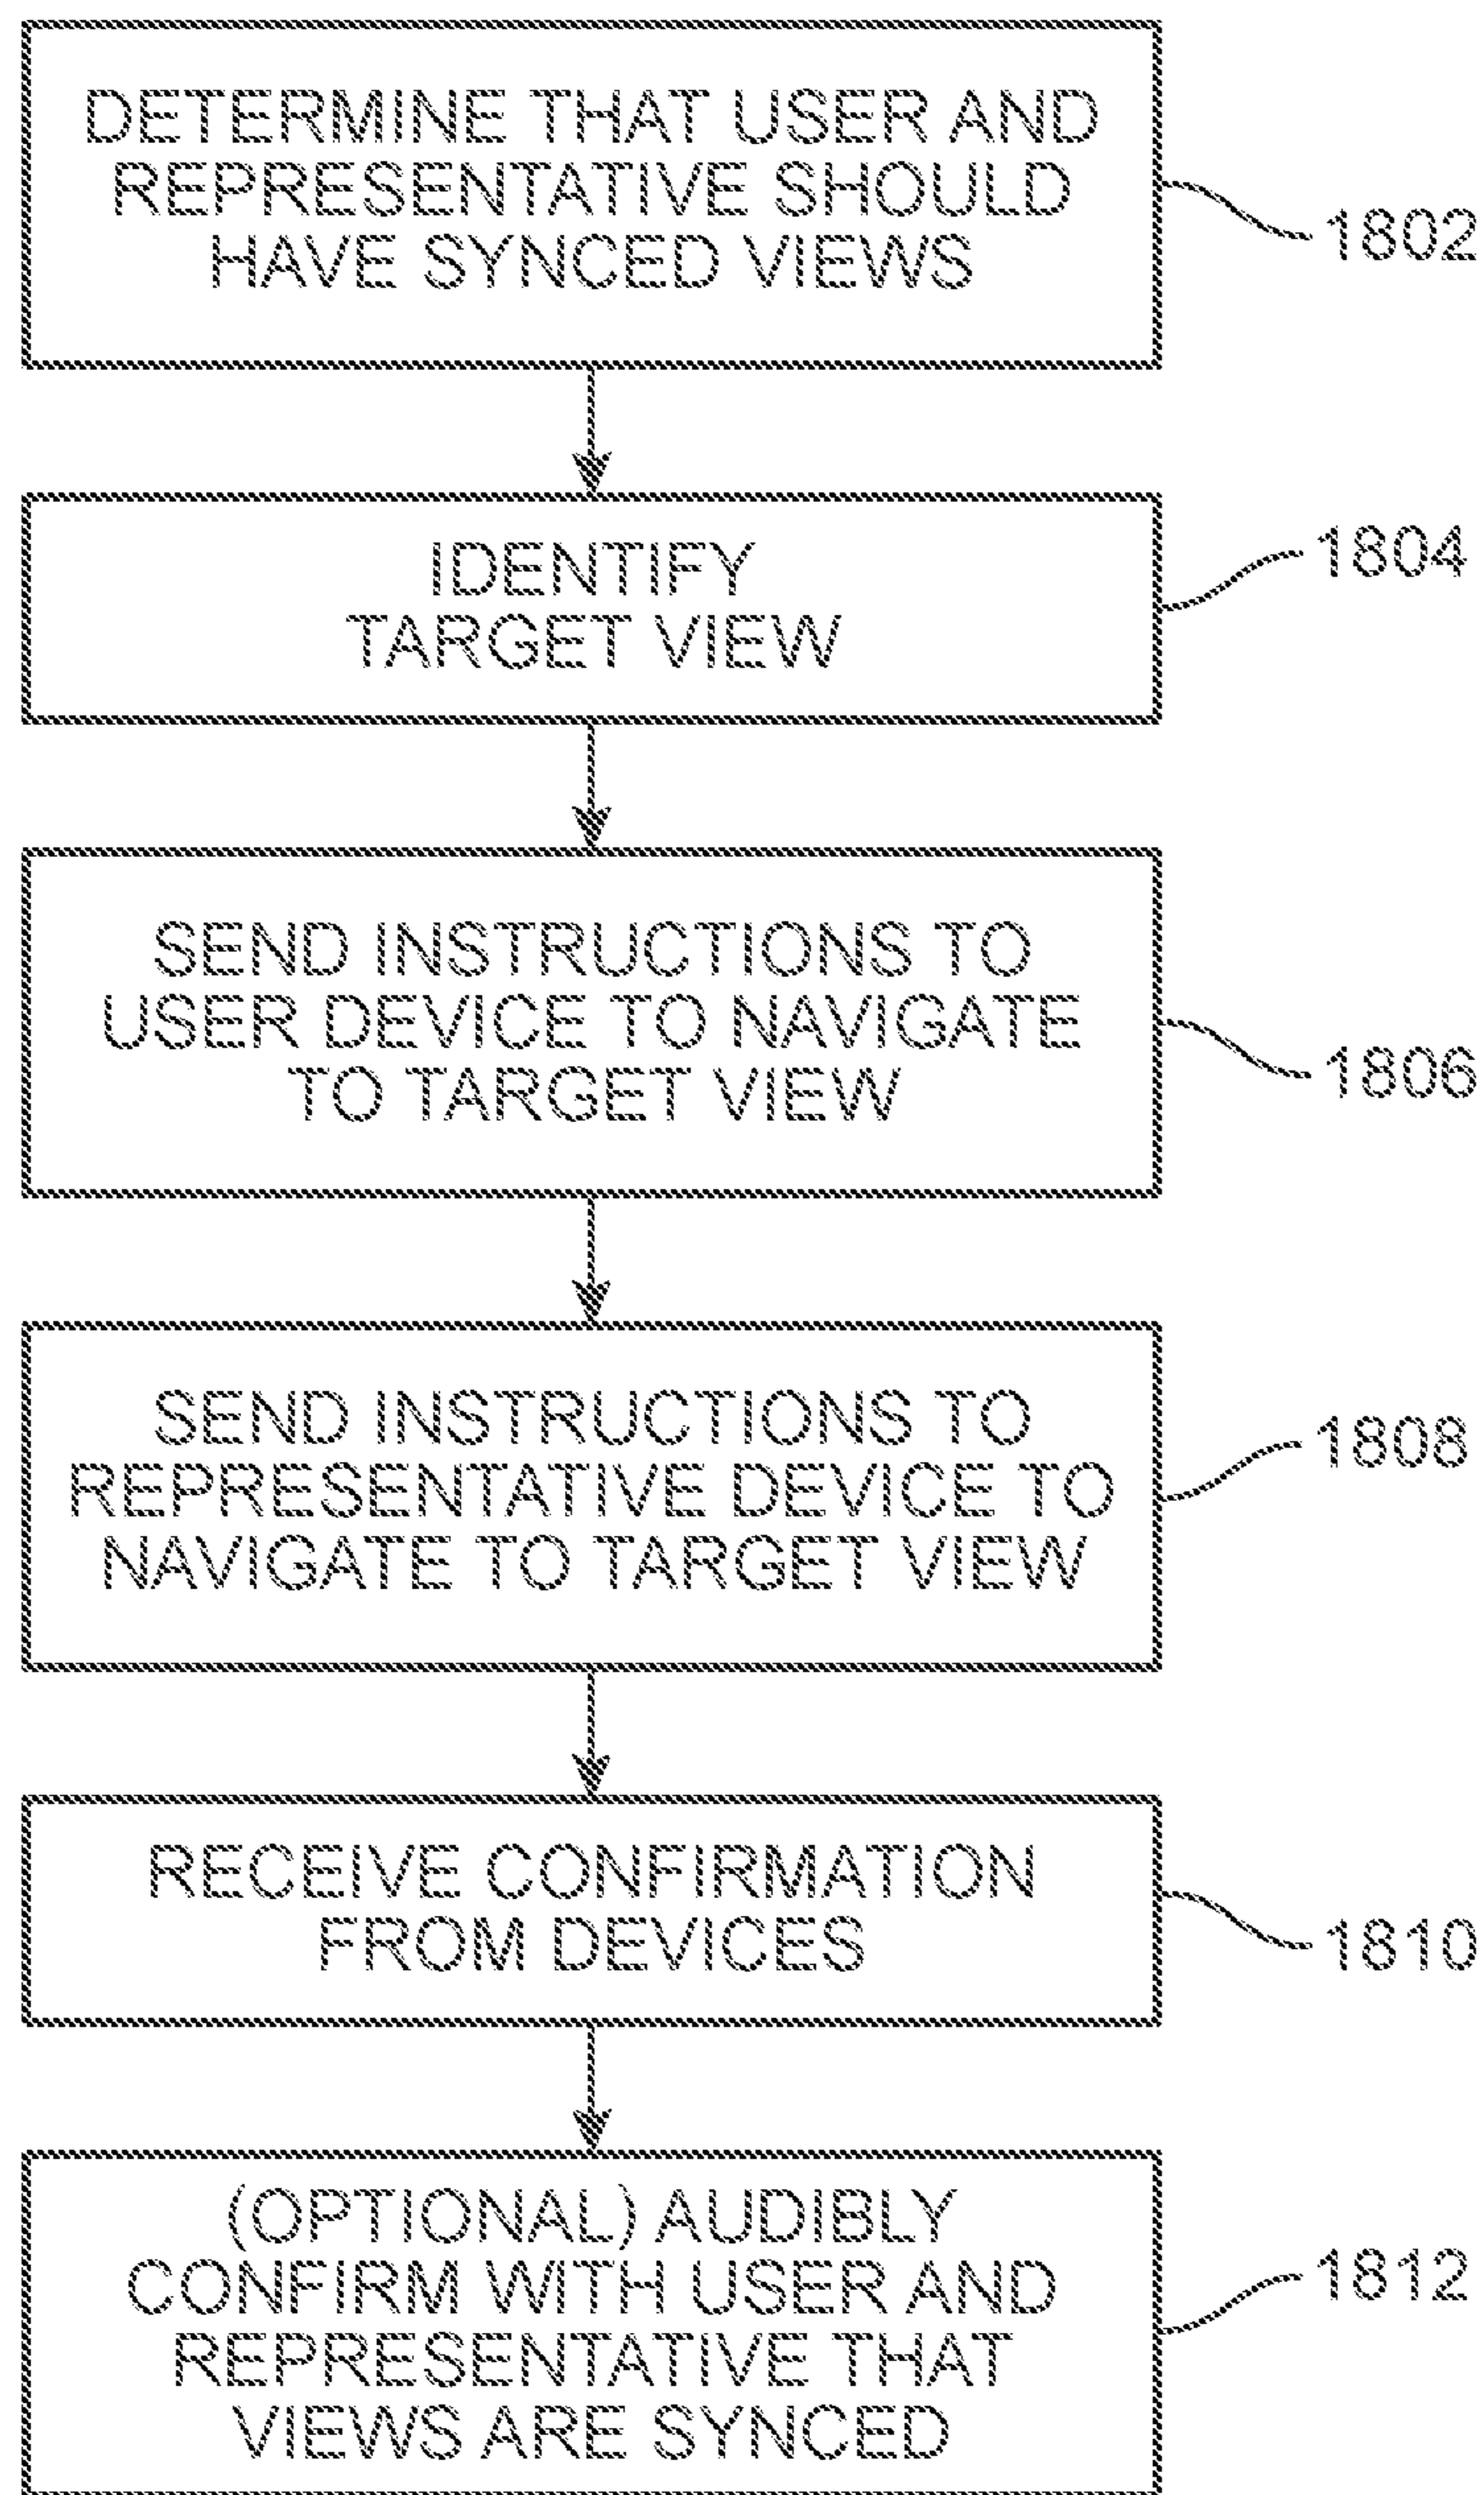 DETERMINE THAT USER AND
REPRESENTATIVE SHOULD
HAVE SYNCED VIEWS
1802
IDENTIFY
TARGET VIEW
1804
SEND INSTRUCTIONS TO
USER DEVICE TO NAVIGATE
TO TARGET VIEW
1806
SEND INSTRUCTIONS TO
REPRESENTATIVE DEVICE TO
NAVIGATE TO TARGET VIEW
1808
RECEIVE CONFIRMATION
FROM DEVICES
1810
(OPTIONAL) AUDIBLY
CONFIRM WITH USER AND
REPRESENTATIVE THAT
VIEWS ARE SYNCED
1812